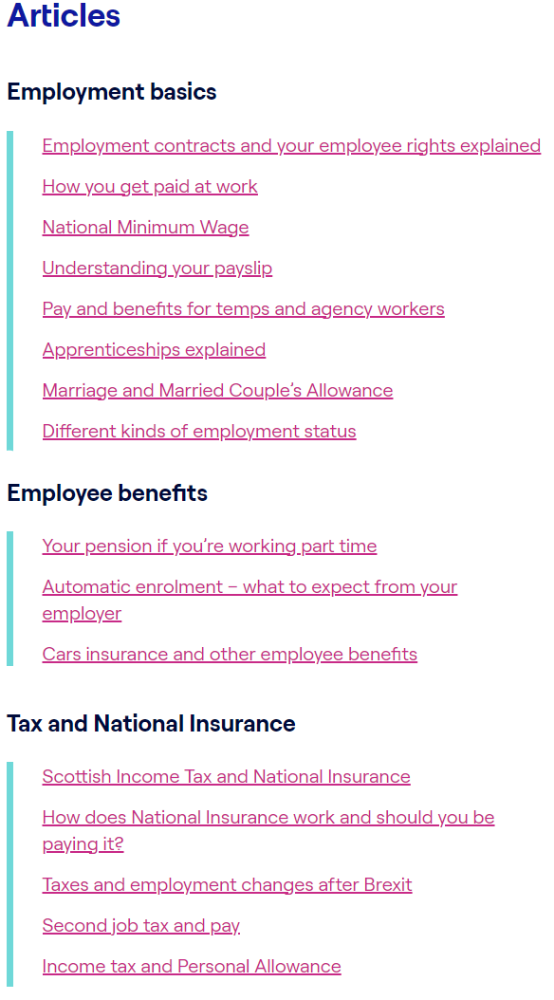 Articles
Employment basics
Employment contracts and your employee rights explained
How you get paid at work
National Minimum Wage
Understanding your payslip
Pay and benefits for temps and agency workers
Apprenticeships explained
Marriage and Married Couple’s Allowance
Different kinds of employment status
Employee benefits
Your pension if you’re working part time
Automatic enrolment – what to expect from your
employer
Cars insurance and other employee benefits
Tax and National Insurance
Scottish Income Tax and National Insurance
How does National Insurance work and should you be
paying it?
Taxes and employment changes after Brexit
Second job tax and pay
Income tax and Personal Allowance